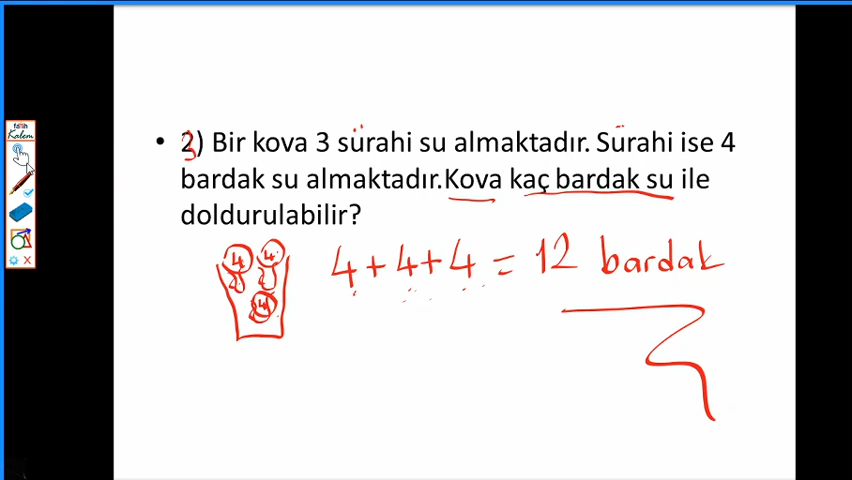 fatih
Kalem
• 2) Bir kova 3 sürahi su almaktadır. Sürahi ise 4
3
bardak su almaktadır.Kova kaç bardak su ile
doldurulabilir?
4 4
4
4+4+4 = 12 bardak